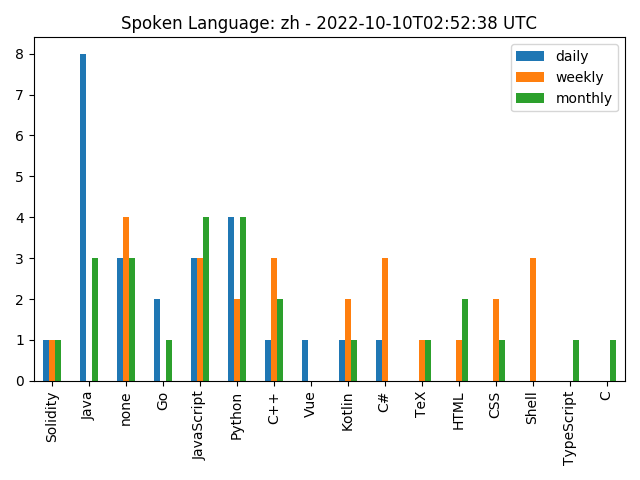 Spoken Language: zh - 2022-10-10T02:52:38 UTC
daily
weekly
monthly
8
7
6
5
4
3
2
1
0
Solidity
Java
none
Go
JavaScript
Python
C++
Vue
Kotlin
C#
TeX
HTML
CSS
Shell
TypeScript
C